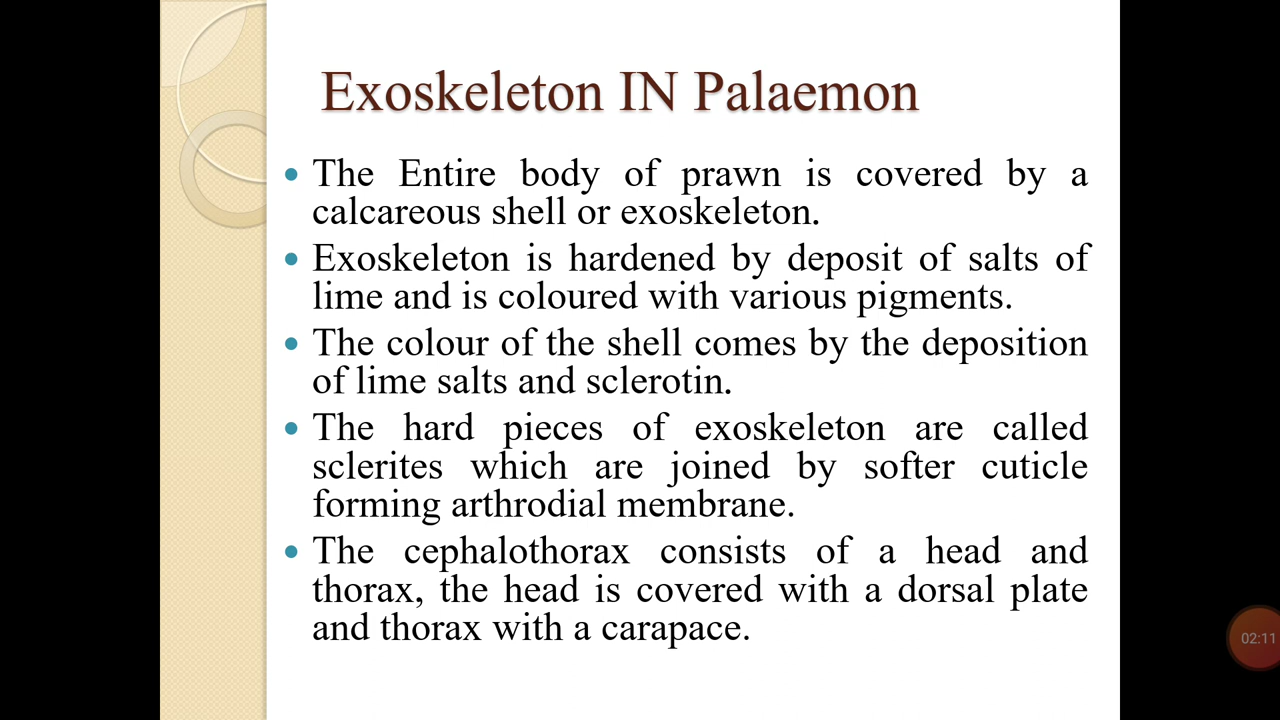 Exoskeleton IN Palaemon
The Entire body of prawn is covered by a
calcareous shell or exoskeleton.
Exoskeleton is hardened by deposit of salts of
lime and is coloured with various pigments.
The colour of the shell comes by the deposition
of lime salts and sclerotin.
The hard pieces of exoskeleton are called
sclerites which are joined by softer cuticle
forming arthrodial membrane.
The cephalothorax consists of a head and
thorax, the head is covered with a dorsal plate
and thorax with a carapace.
02:11